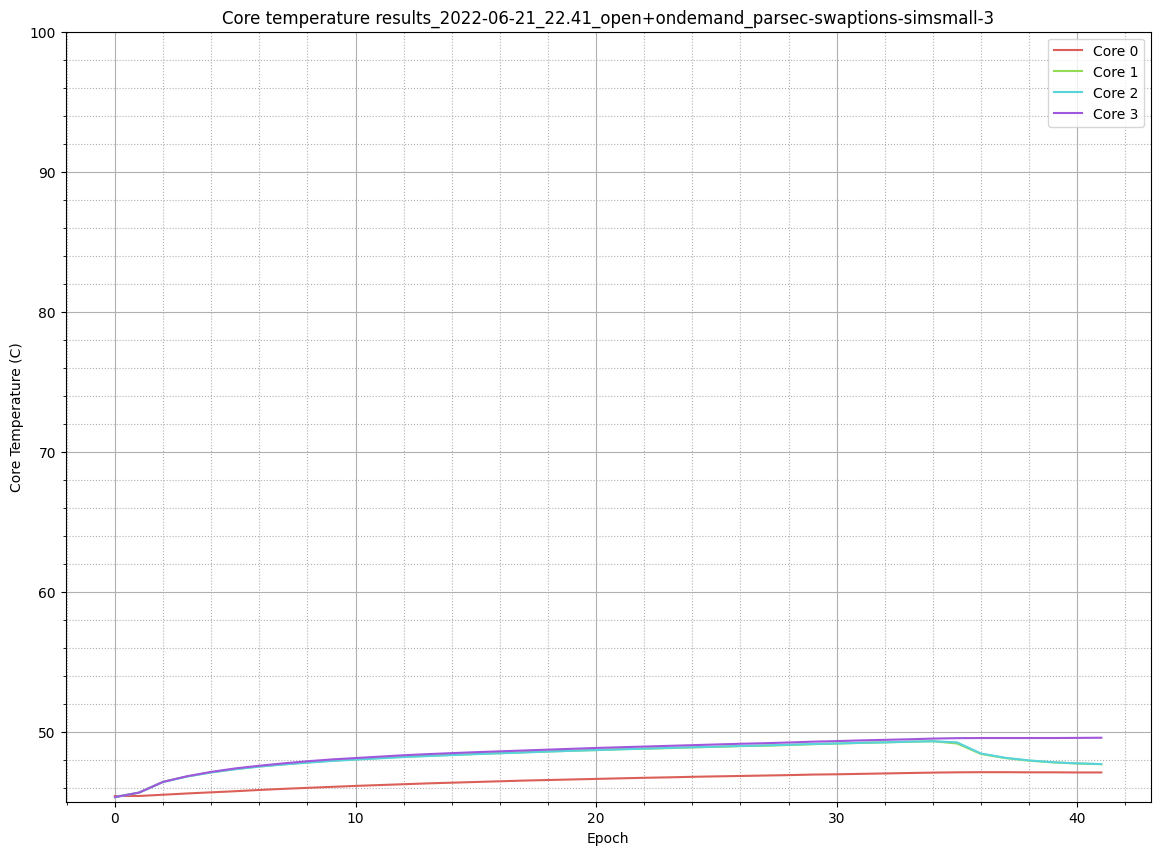 Core temperature results_2022-06-21_22.41_open+ondemand_parsec-swaptions-simsmall-3
100
90
80
70
60
50
Core Temperature (C)
Core 0
Core 1
Core 2
Core 3
0
10
20
30
40
Epoch